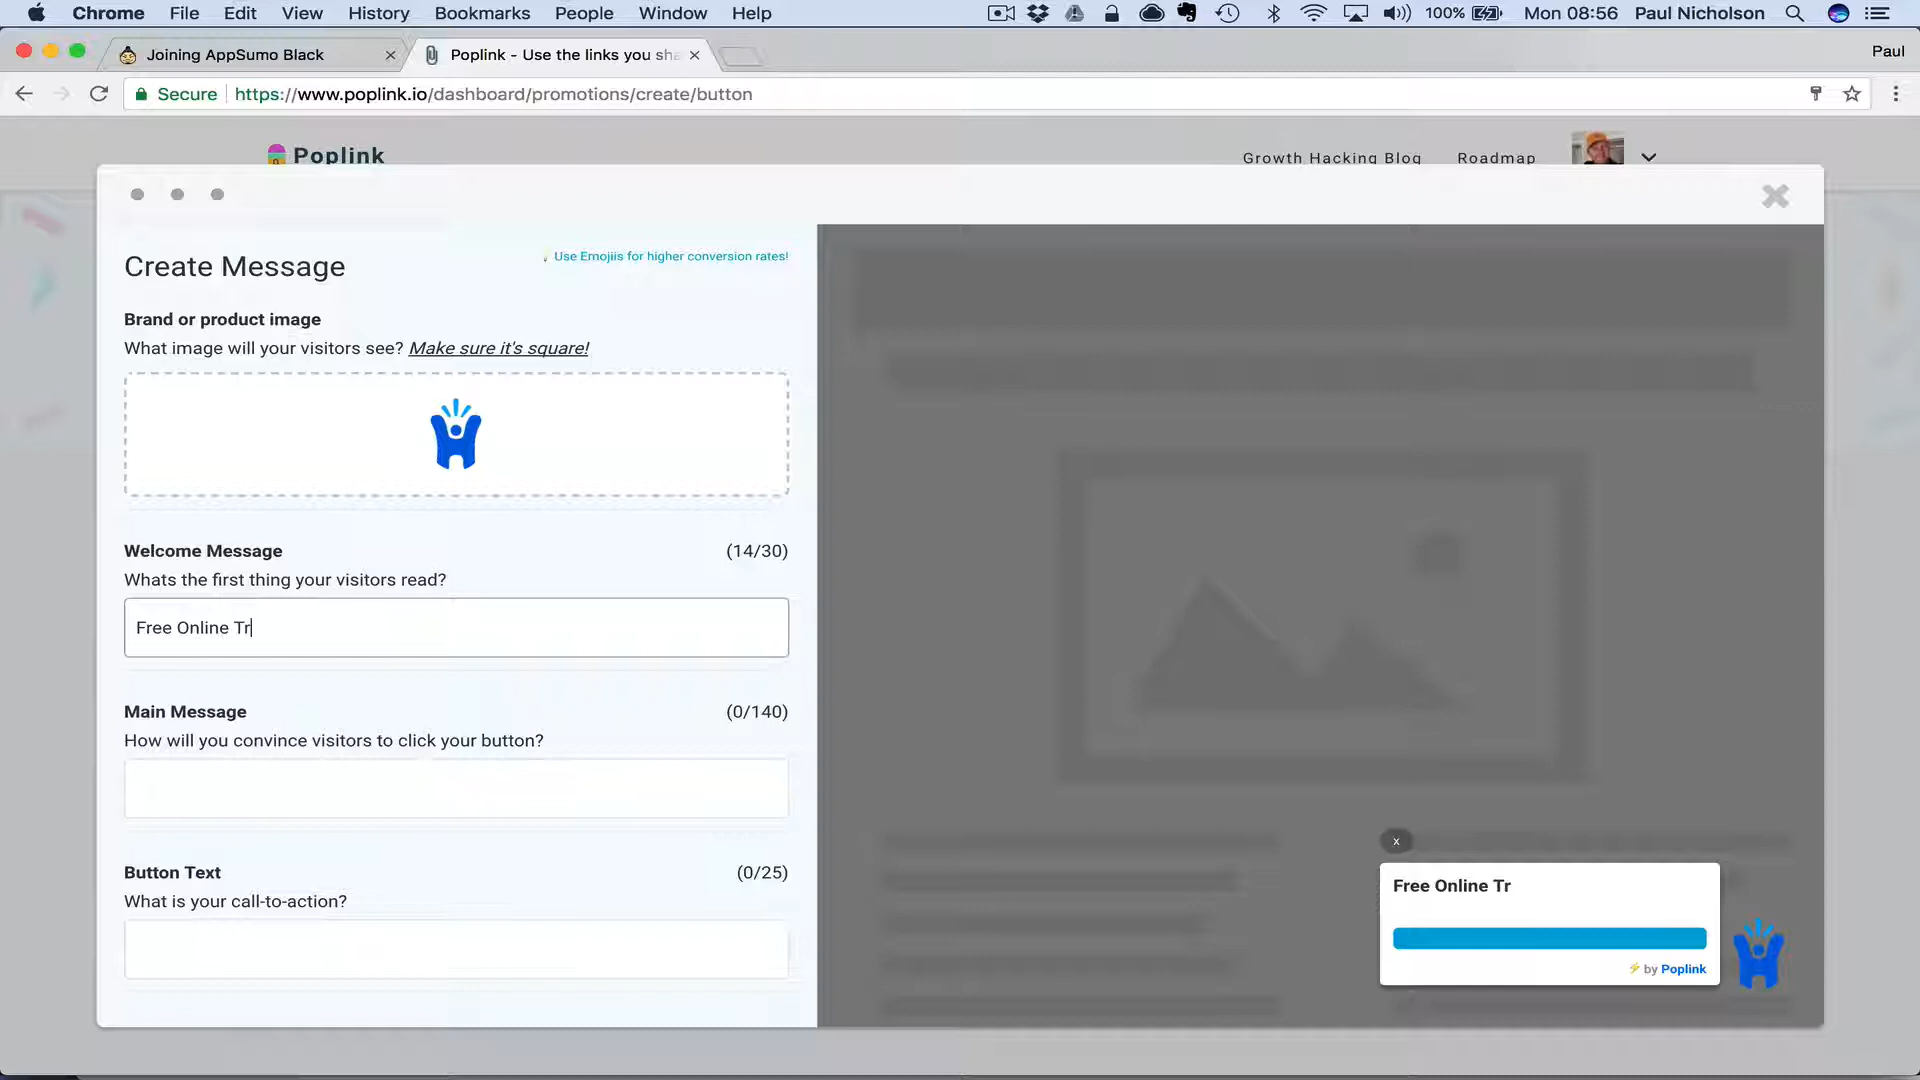 Chrome File Edit View History Bookmarks People Window Help 100% Mon 08:56 Paul Nicholson
Joining AppSumo Black Poplink - Use the links you sha Paul
Secure https://www.poplink.io/dashboard/promotions/create/button
Poplink Growth Hacking Blog Roadmap
Create Message Use Emojiis for higher conversion rates!
Brand or product image
What image will your visitors see? Make sure it's square!
Welcome Message (14/30)
Whats the first thing your visitors read?
Free Online Tr
Main Message (0/140)
How will you convince visitors to click your button?
x
Button Text (0/25)
Free Online Tr
What is your call-to-action?
⚡ by Poplink